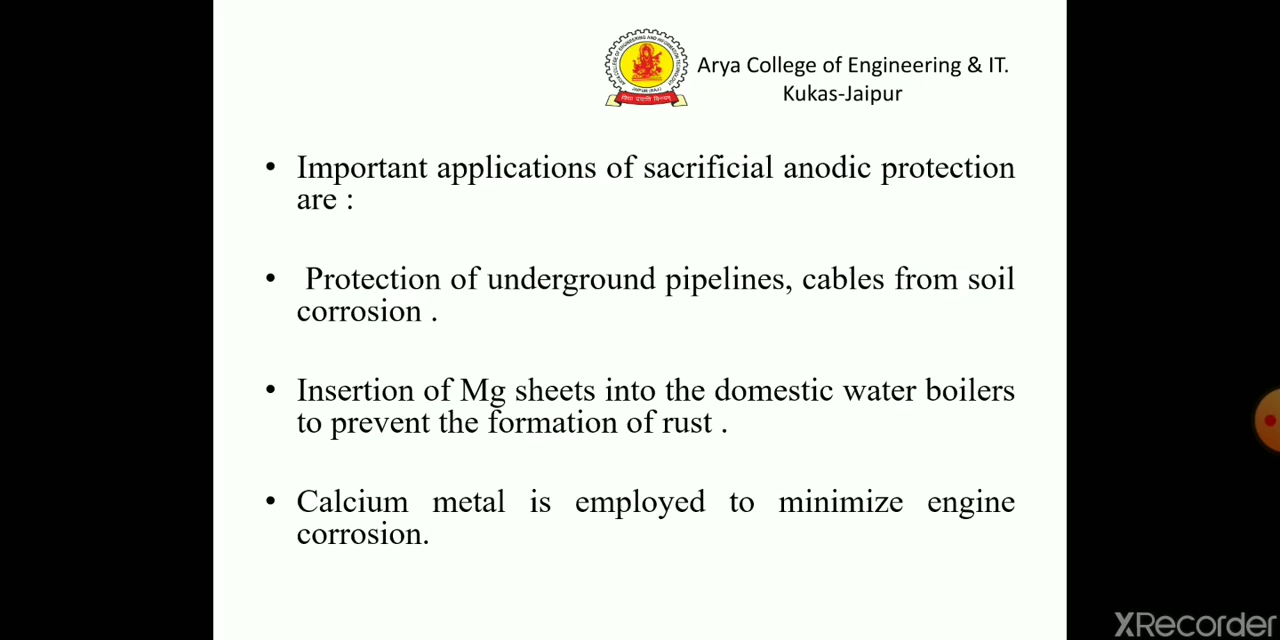 Arya College of Engineering & IT.
Kukas-Jaipur
• Important applications of sacrificial anodic protection
are :
• Protection of underground pipelines, cables from soil
corrosion .
• Insertion of Mg sheets into the domestic water boilers
to prevent the formation of rust .
• Calcium metal is employed to minimize engine
corrosion.
XRecorder